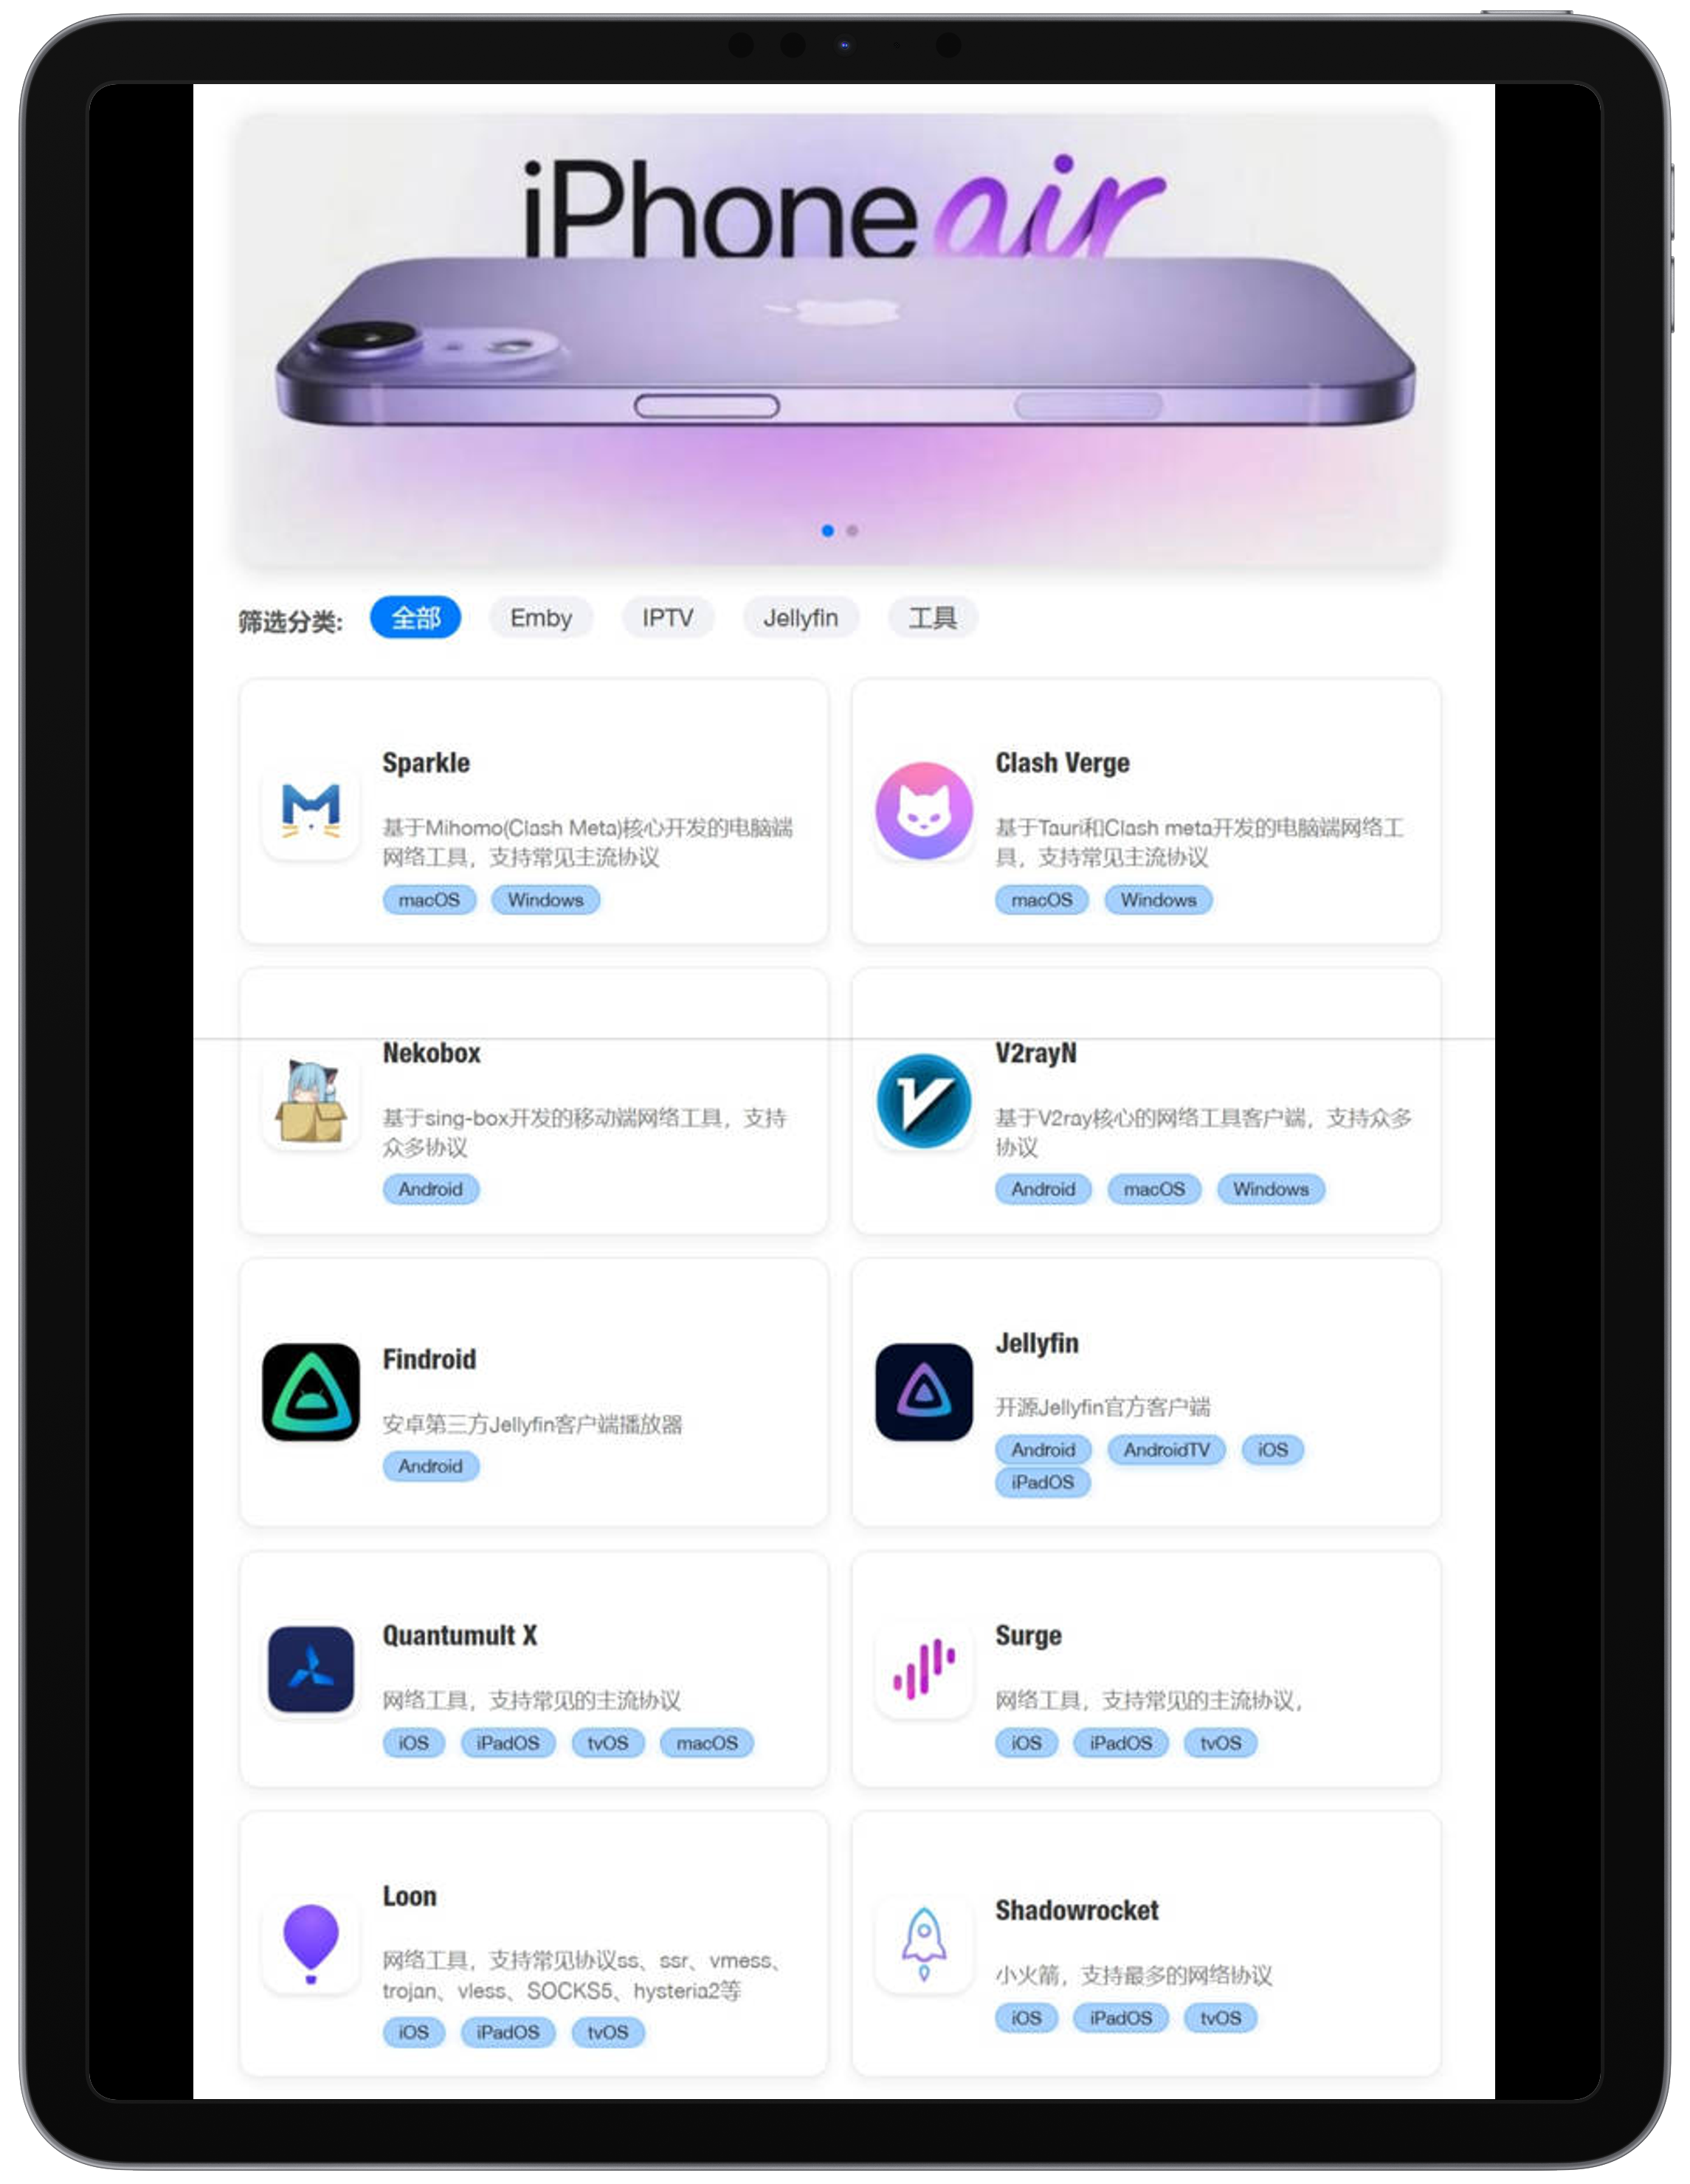 iPhone air
筛选分类: 全部 Emby IPTV Jellyfin 工具
Sparkle
基于Mihomo(Clash Meta)核心开发的电脑端
网络工具，支持常见主流协议
macOS Windows
Clash Verge
基于Tauri和Clash meta开发的电脑端网络工
具，支持常见主流协议
macOS Windows
Nekobox
基于sing-box开发的移动端网络工具，支持
众多协议
Android
V2rayN
基于V2ray核心的网络工具客户端，支持众多
协议
Android macOS Windows
Findroid
安卓第三方Jellyfin客户端播放器
Android
Jellyfin
开源Jellyfin官方客户端
Android AndroidTV iOS
iPadOS
Quantumult X
网络工具，支持常见的主流协议
iOS iPadOS tvOS macOS
Surge
网络工具，支持常见的主流协议，
iOS iPadOS tvOS
Loon
网络工具，支持常见协议ss、ssr、vmess、
trojan、vless、SOCKS5、hysteria2等
iOS iPadOS tvOS
Shadowrocket
小火箭，支持最多的网络协议
iOS iPadOS tvOS